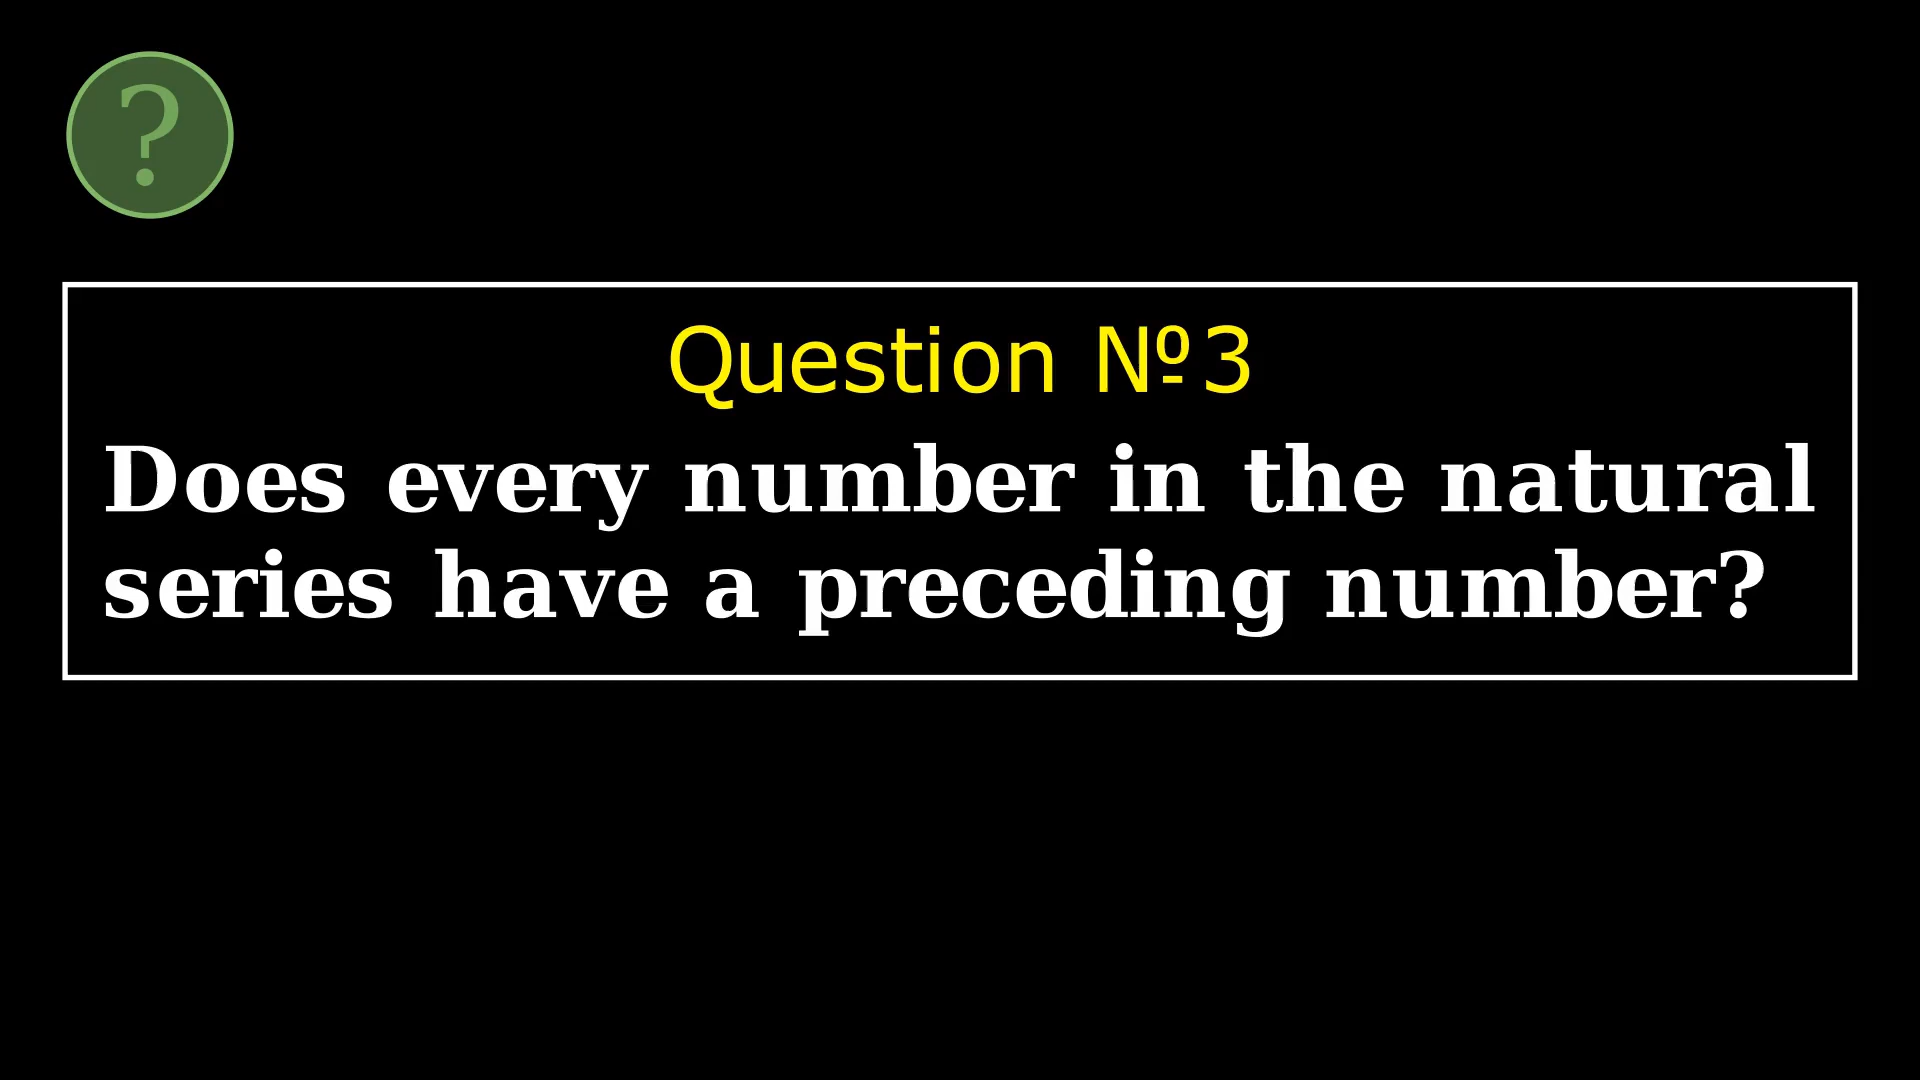 ?
Question №3
Does every number in the natural
series have a preceding number?